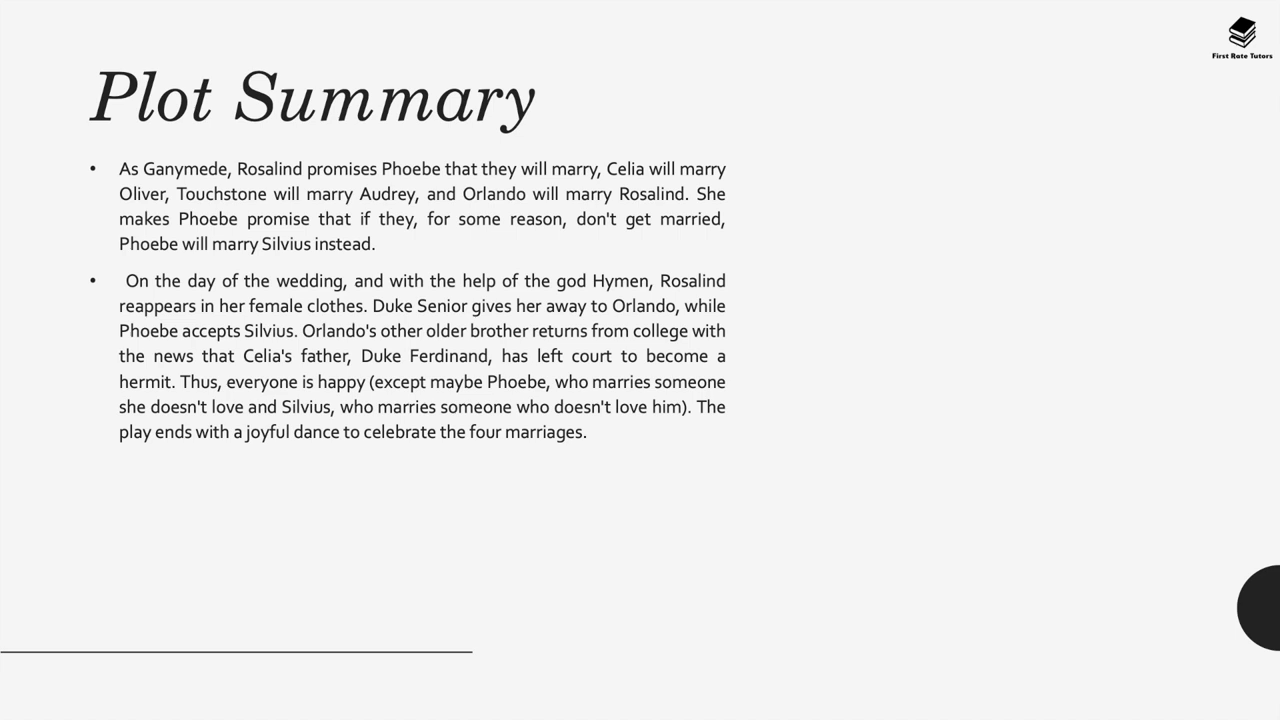 First Rate Tutors
Plot Summary
• As Ganymede, Rosalind promises Phoebe that they will marry, Celia will marry
Oliver, Touchstone will marry Audrey, and Orlando will marry Rosalind. She
makes Phoebe promise that if they, for some reason, don't get married,
Phoebe will marry Silvius instead.
• On the day of the wedding, and with the help of the god Hymen, Rosalind
reappears in her female clothes. Duke Senior gives her away to Orlando, while
Phoebe accepts Silvius. Orlando's other older brother returns from college with
the news that Celia's father, Duke Ferdinand, has left court to become a
hermit. Thus, everyone is happy (except maybe Phoebe, who marries someone
she doesn't love and Silvius, who marries someone who doesn't love him). The
play ends with a joyful dance to celebrate the four marriages.